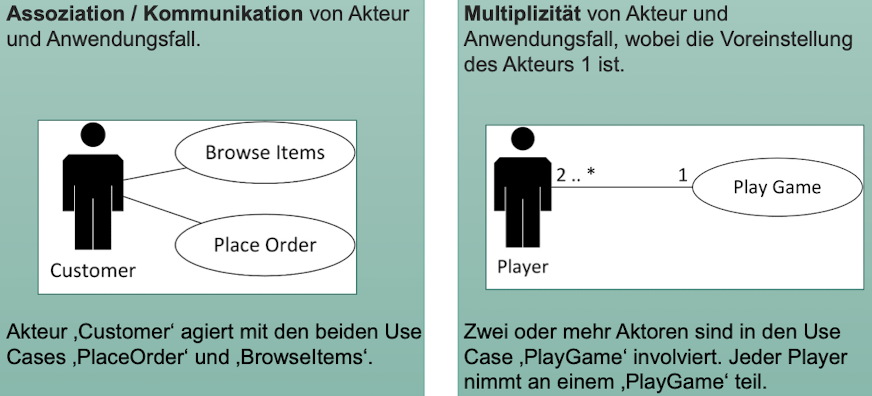 Assoziation / Kommunikation von Akteur
und Anwendungsfall.
Browse Items
Place Order
Customer
Akteur ‚Customer‘ agiert mit den beiden Use
Cases ‚PlaceOrder‘ und ‚BrowseItems‘.
Multiplizität von Akteur und
Anwendungsfall, wobei die Voreinstellung
des Akteurs 1 ist.
2 .. * 1
Play Game
Player
Zwei oder mehr Aktoren sind in den Use
Case ‚PlayGame‘ involviert. Jeder Player
nimmt an einem ‚PlayGame‘ teil.